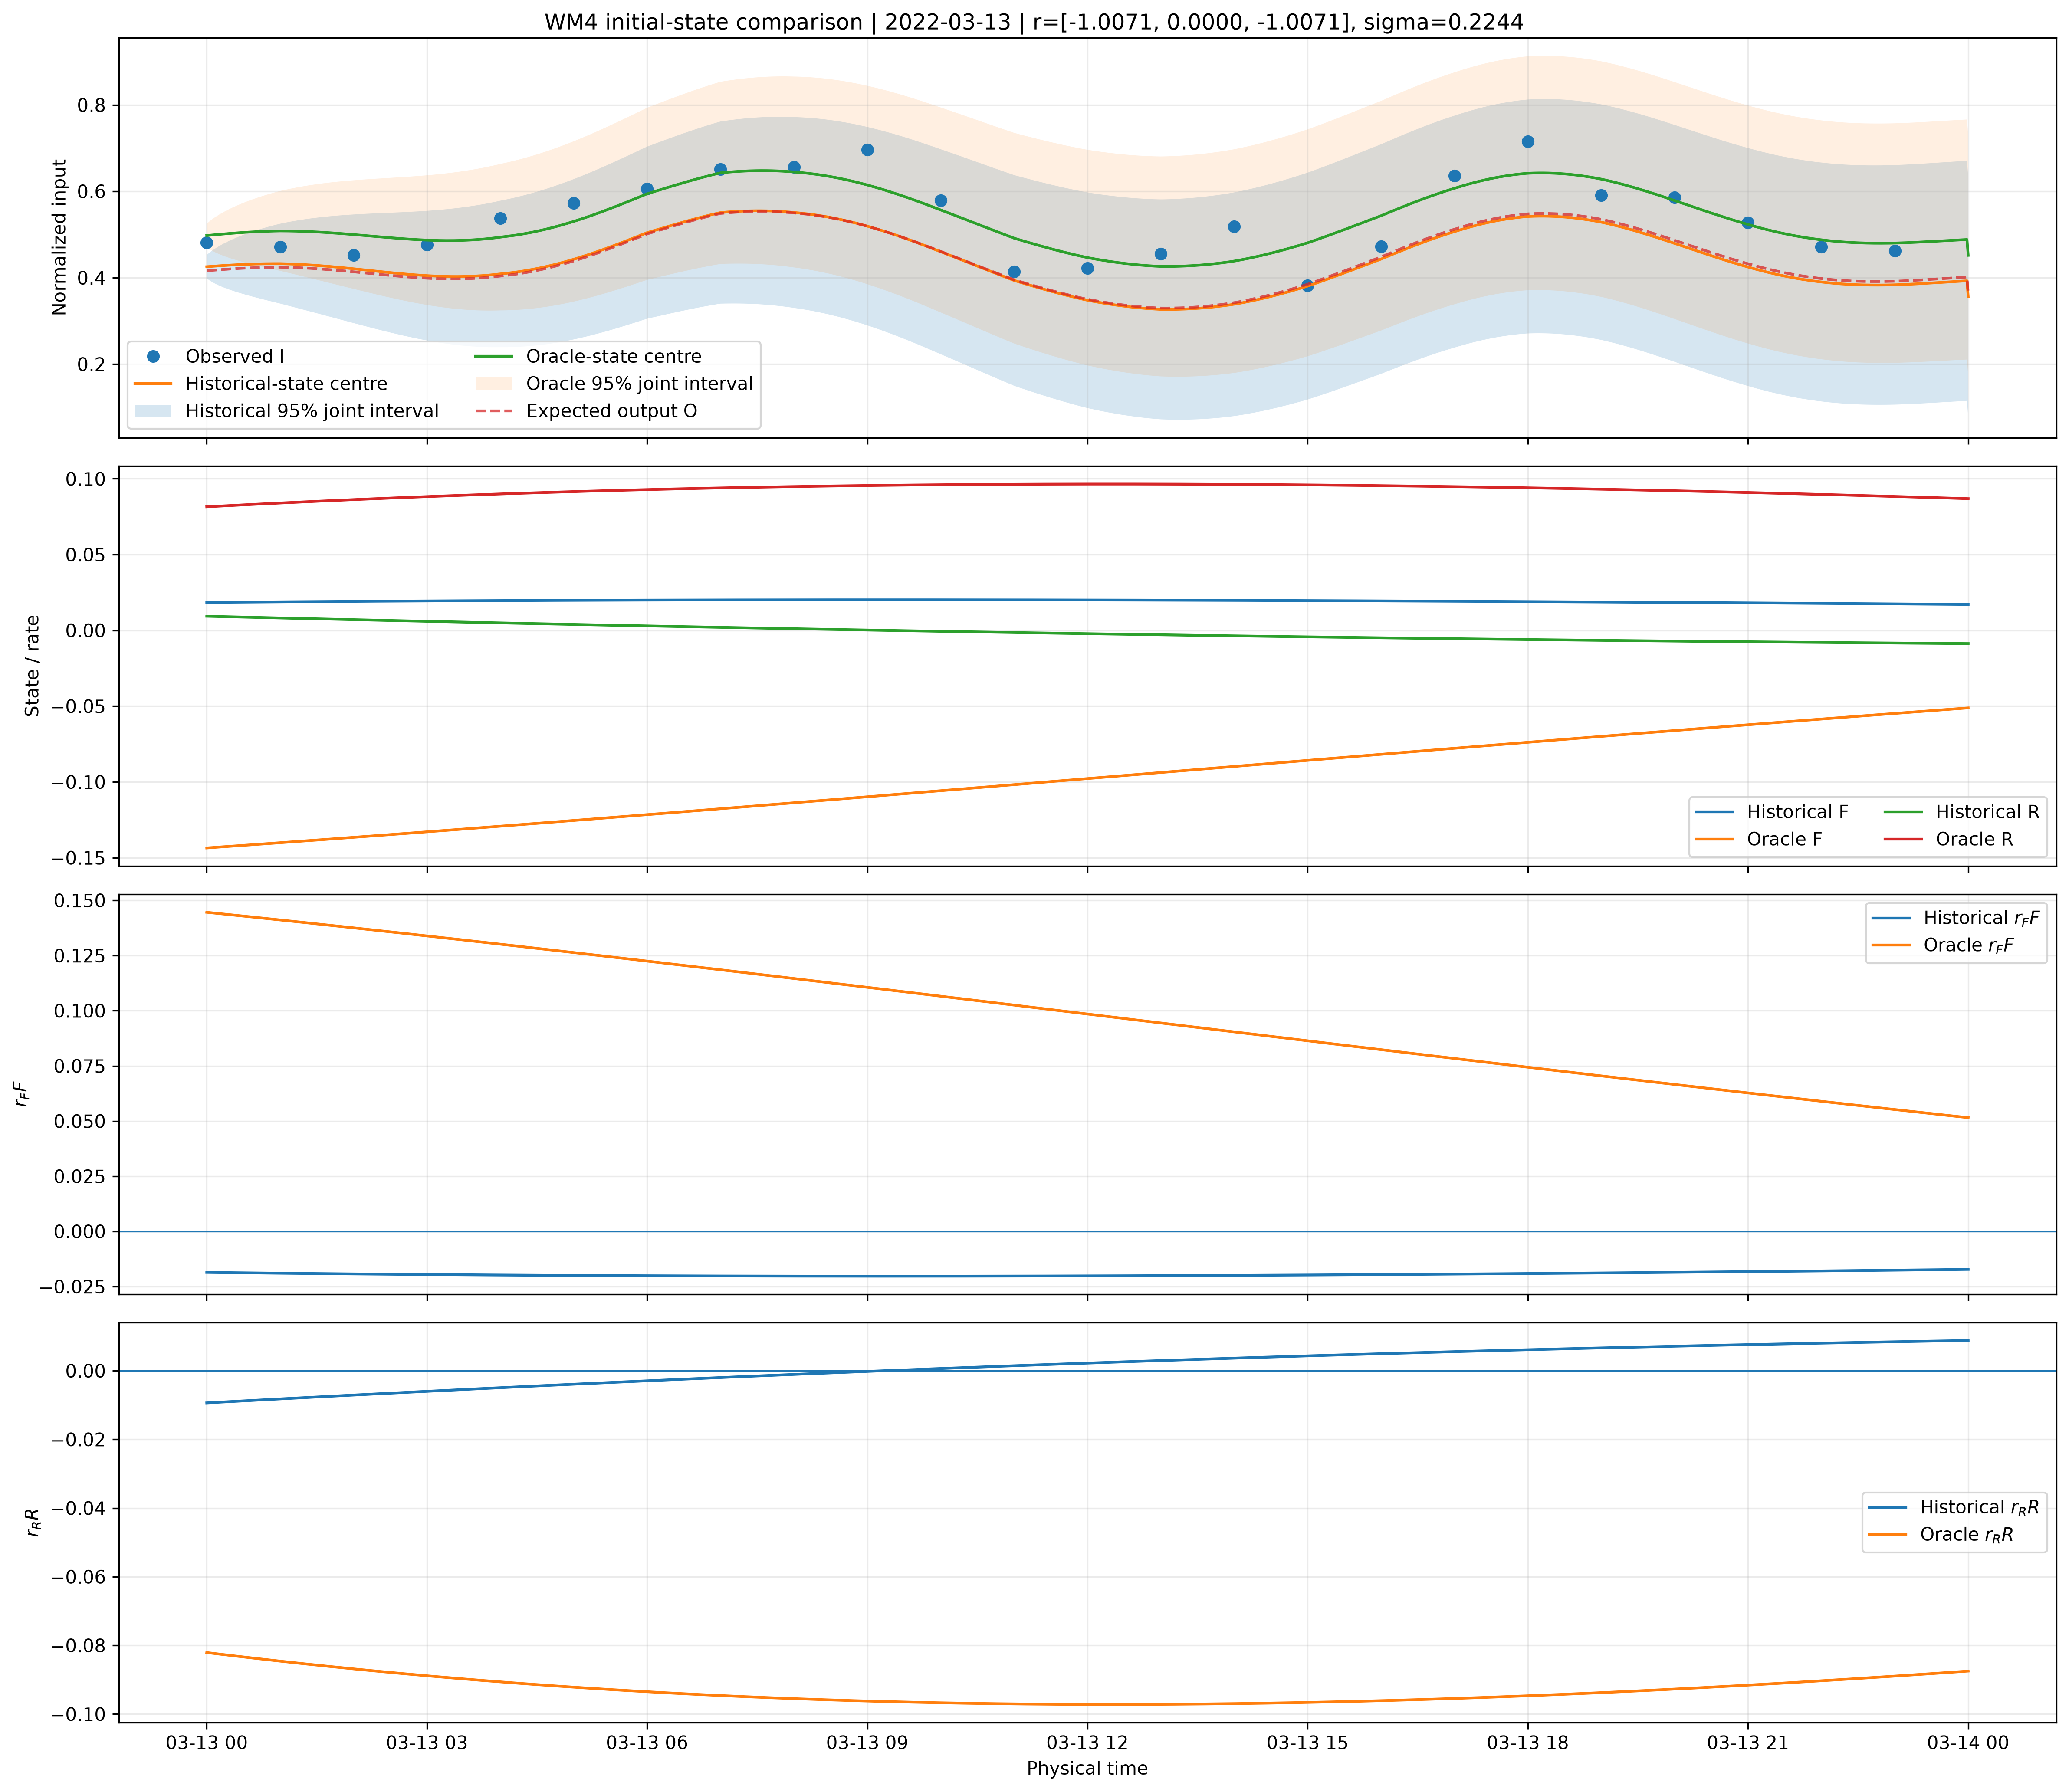 WM4 initial-state comparison | 2022-03-13 | r=[-1.0071, 0.0000, -1.0071], sigma=0.2244
Normalized input
0.8
0.6
0.4
0.2
Observed I
Historical-state centre
Historical 95% joint interval
Oracle-state centre
Oracle 95% joint interval
Expected output O
State / rate
0.10
0.05
0.00
−0.05
−0.10
−0.15
Historical F
Oracle F
Historical R
Oracle R
r_F F
0.150
0.125
0.100
0.075
0.050
0.025
0.000
−0.025
Historical r_F F
Oracle r_F F
r_R R
0.00
−0.02
−0.04
−0.06
−0.08
−0.10
Historical r_R R
Oracle r_R R
03-13 00
03-13 03
03-13 06
03-13 09
03-13 12
03-13 15
03-13 18
03-13 21
03-14 00
Physical time